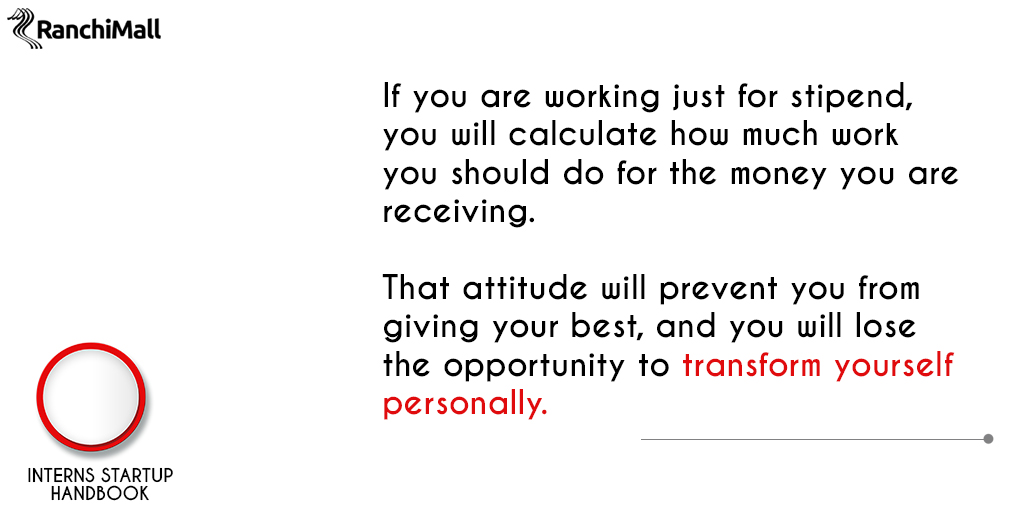 RanchiMall
If you are working just for stipend,
you will calculate how much work
you should do for the money you are
receiving.
That attitude will prevent you from
giving your best, and you will lose
the opportunity to transform yourself
personally.
INTERNS STARTUP
HANDBOOK